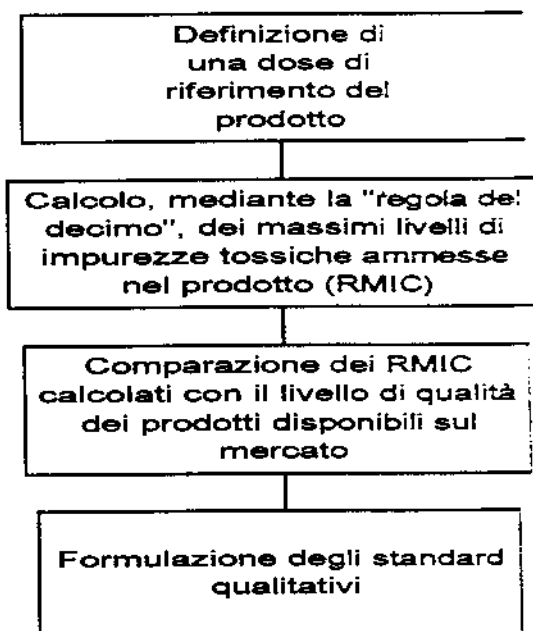 Definizione di
una dose di
riferimento del
prodotto
Calcolo, mediante la "regola del
decimo", dei massimi livelli di
impurezze tossiche ammesse
nel prodotto (RMIC)
Comparazione dei RMIC
calcolati con il livello di qualità
dei prodotti disponibili sul
mercato
Formulazione degli standard
qualitativi